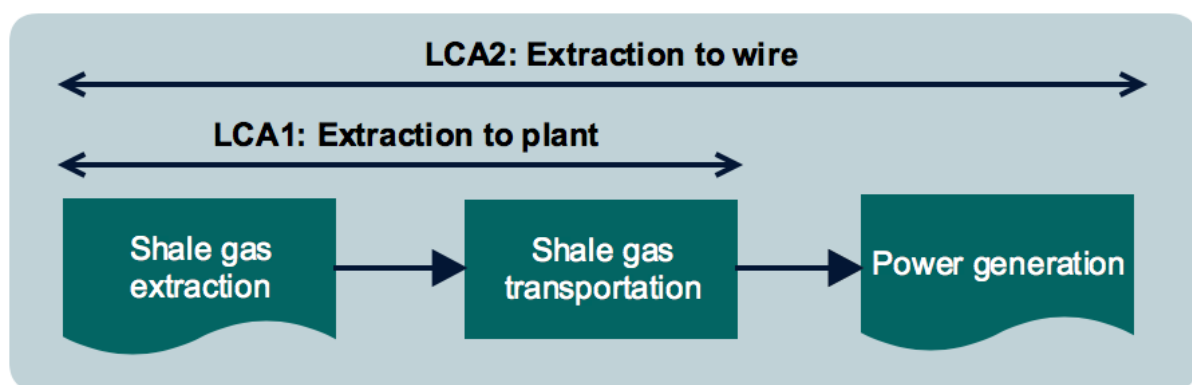 LCA2: Extraction to wire
LCA1: Extraction to plant
Shale gas
extraction
Shale gas
transportation
Power generation